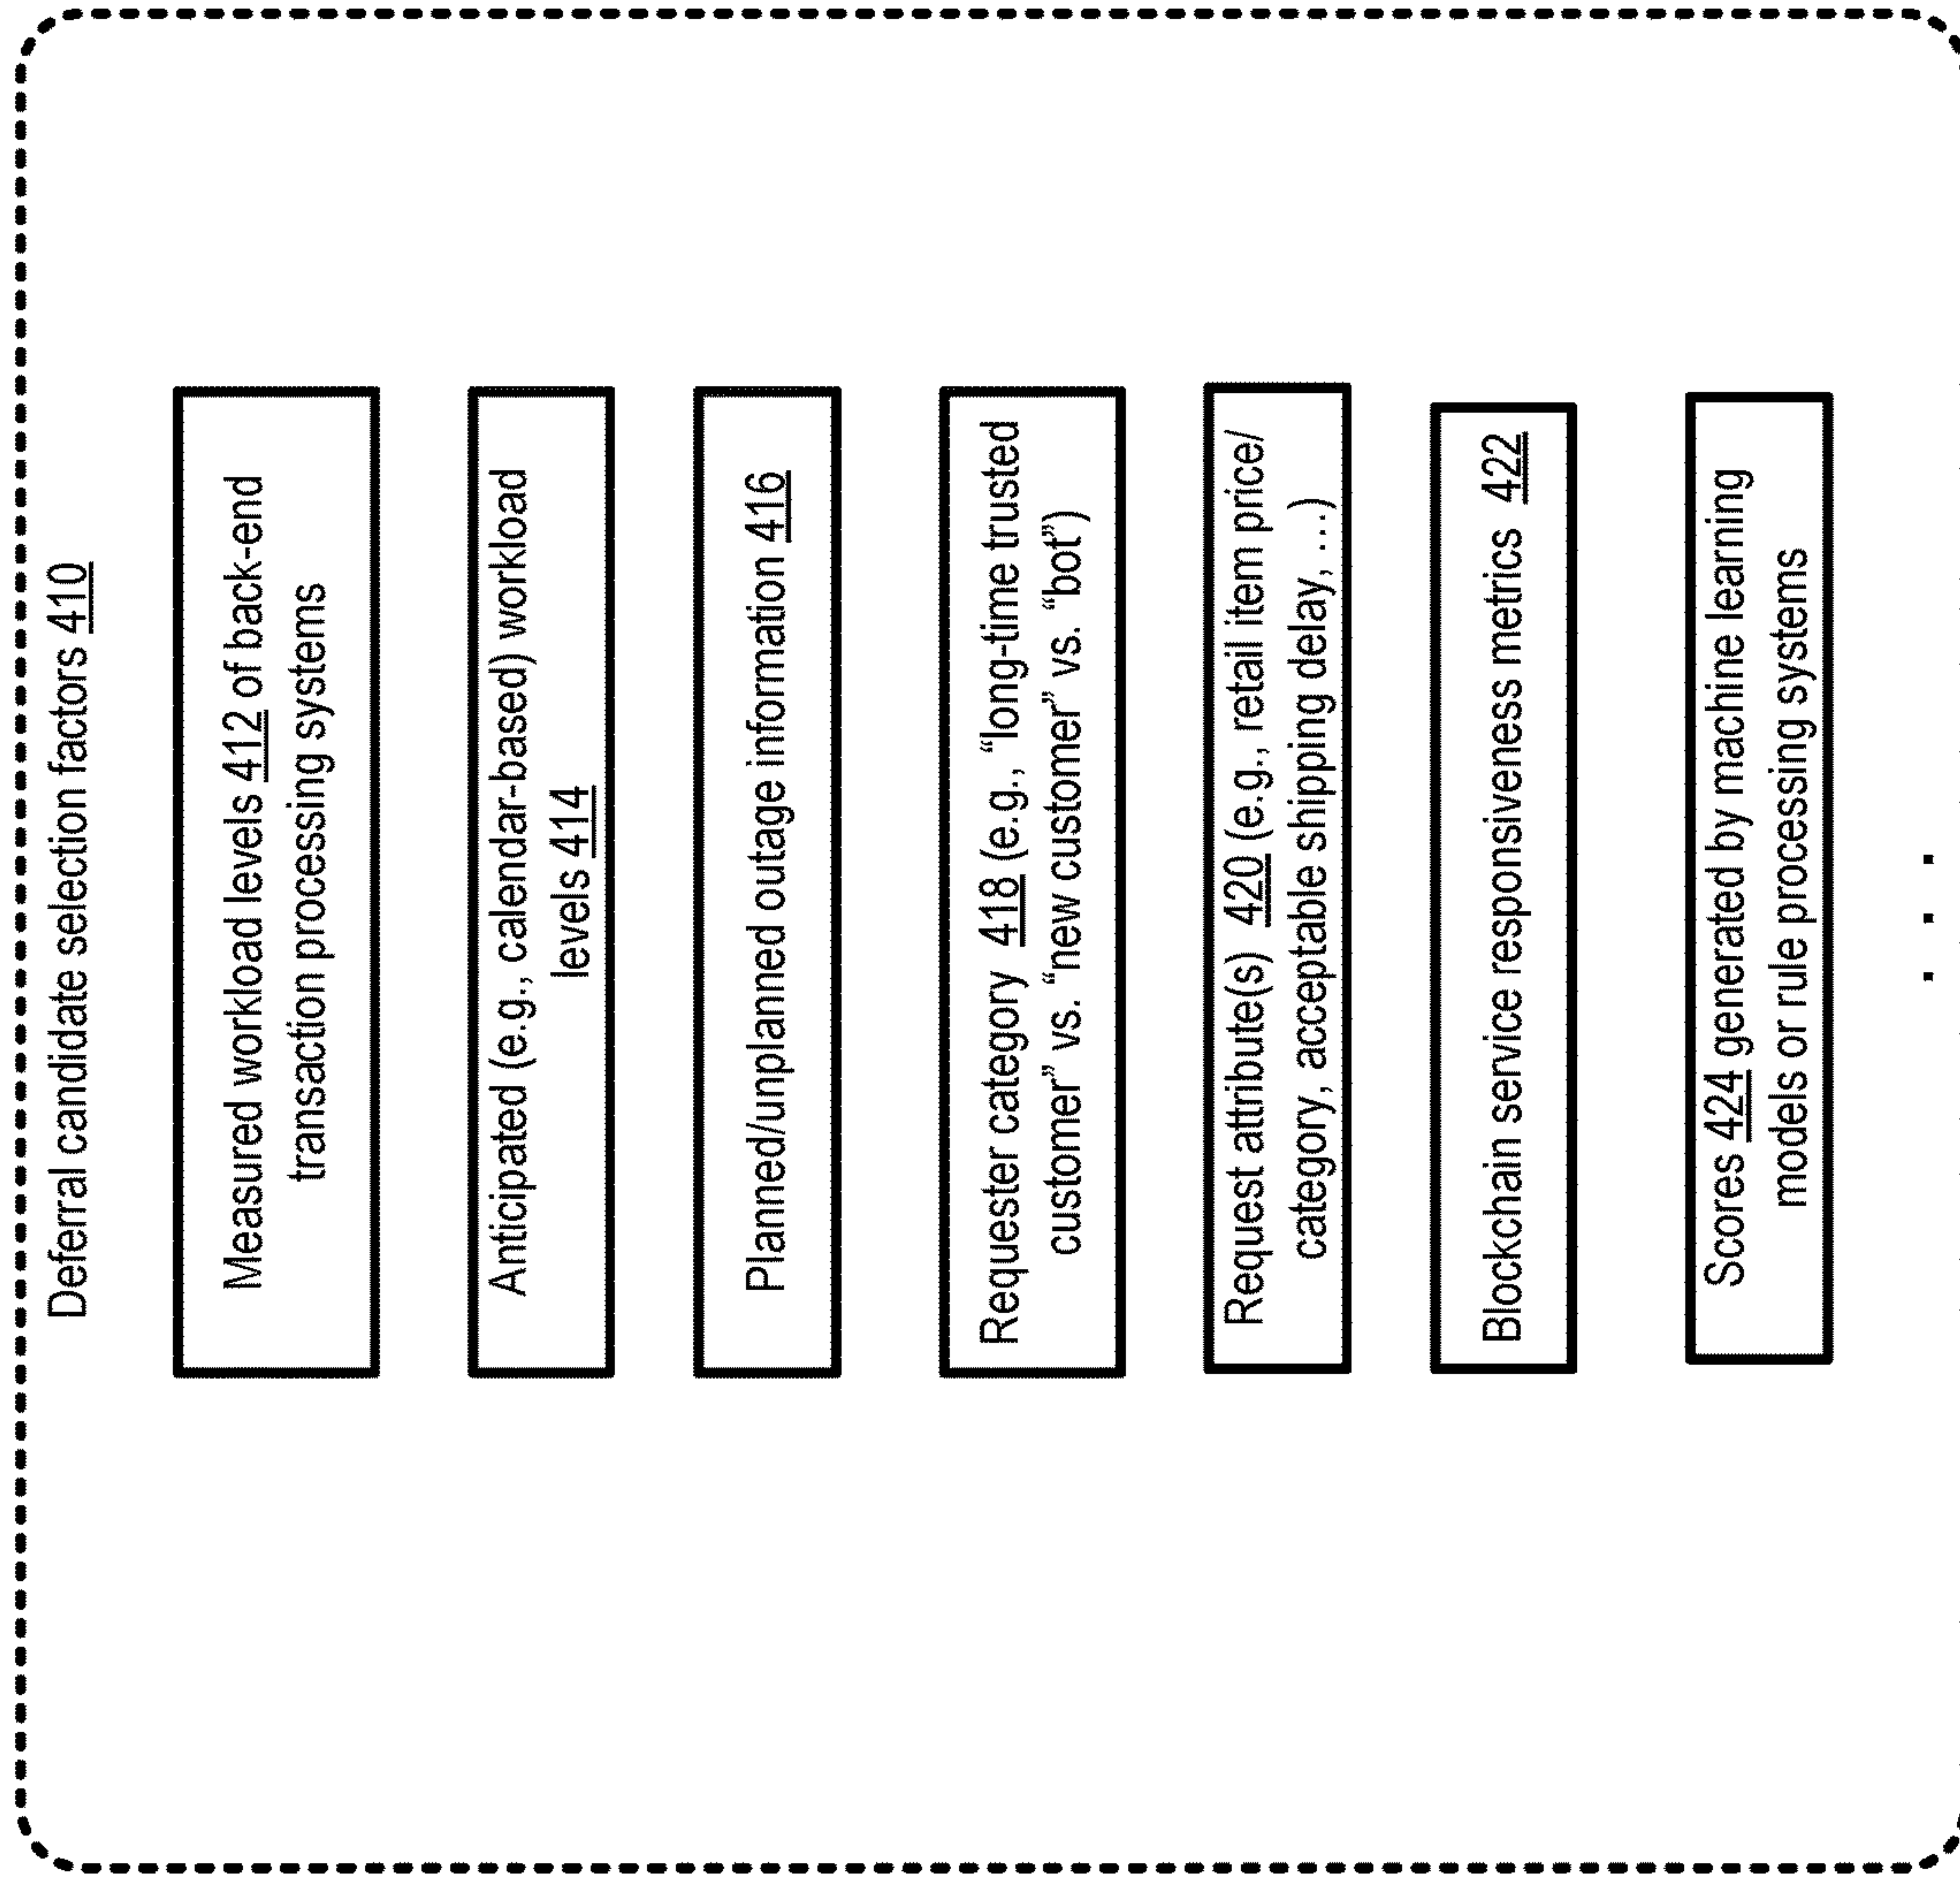 Deferral candidate selection factors 410
Measured workload levels 412 of back-end
transaction processing systems
Anticipated (e.g., calendar-based) workload
levels 414
Planned/unplanned outage information 416
Requester category 418 (e.g., “long-time trusted
customer” vs. “new customer” vs. “bot”)
Request attribute(s) 420 (e.g., retail item price/
category, acceptable shipping delay, …)
Blockchain service responsiveness metrics 422
Scores 424 generated by machine learning
models or rule processing systems
. . .